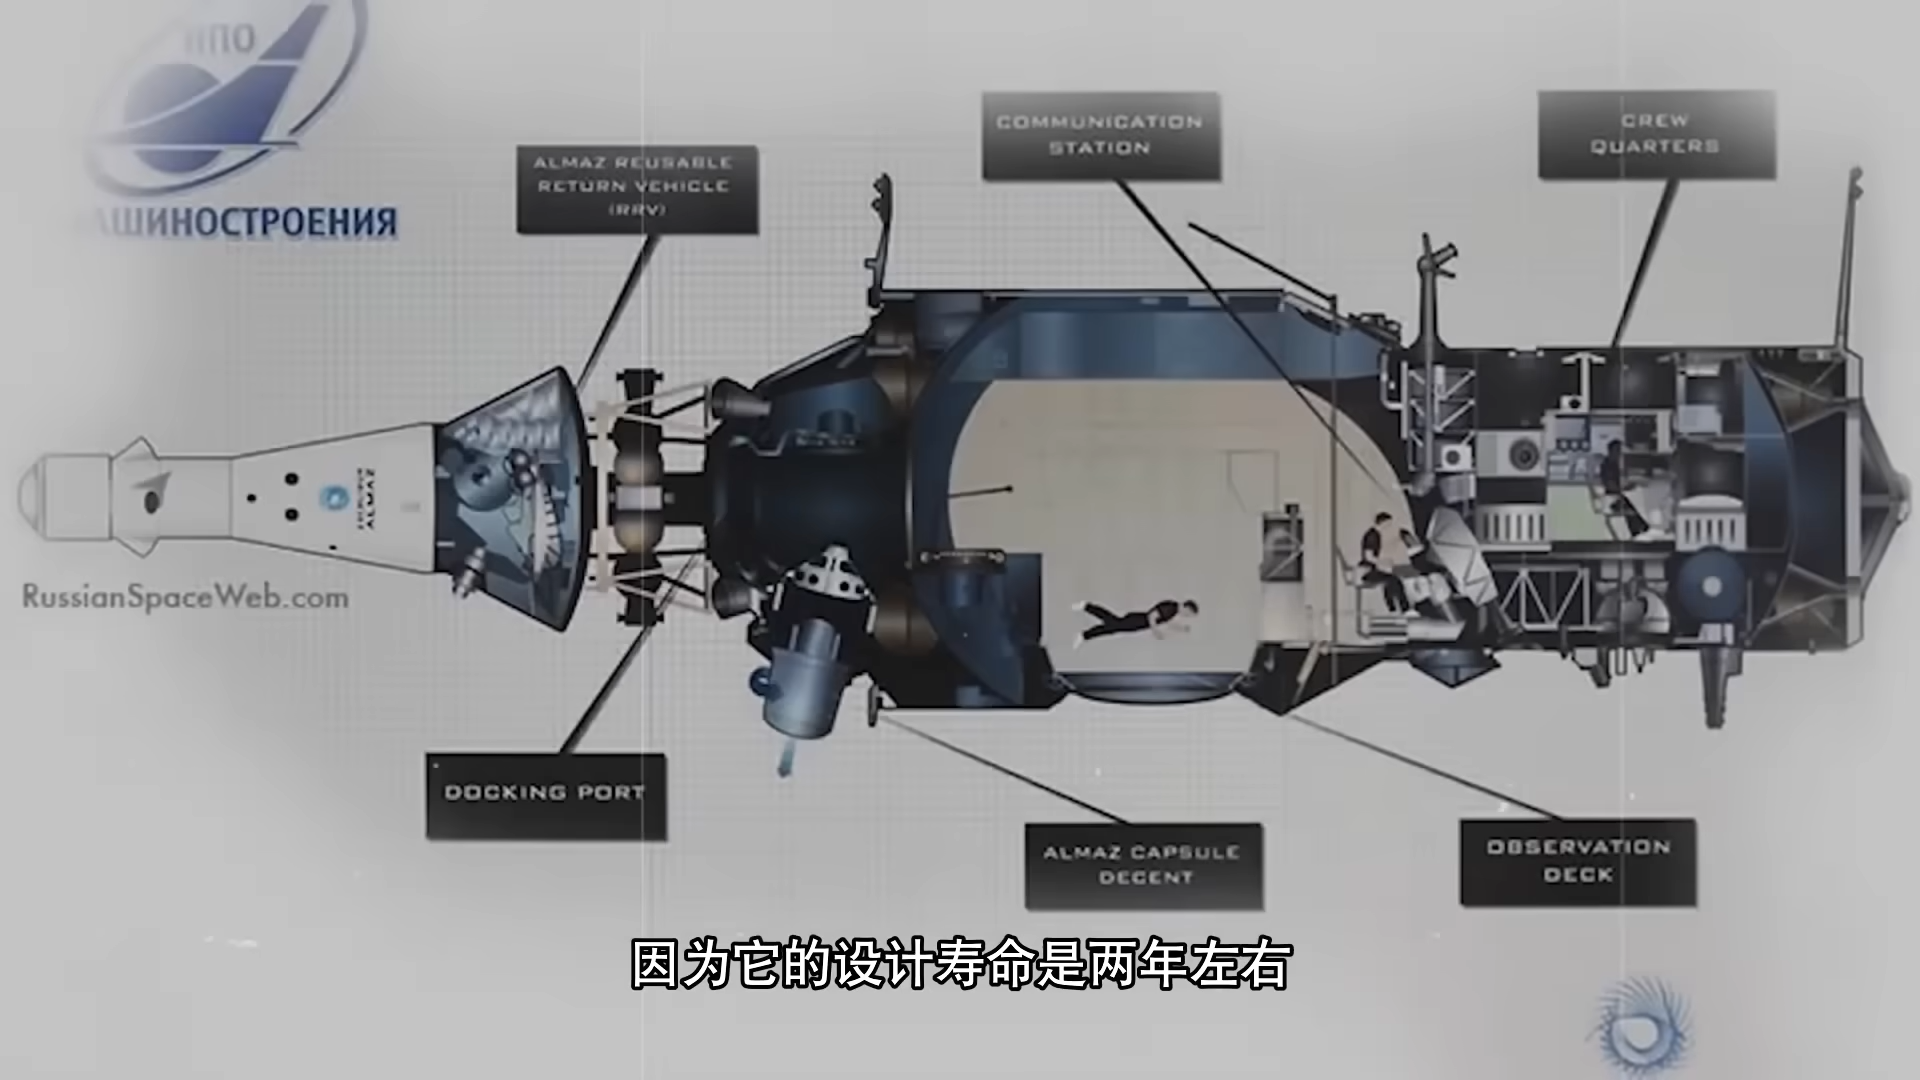 НПО
АШИНОСТРОЕНИЯ
ALMAZ REUSABLE
RETURN VEHICLE
(RRV)
COMMUNICATION
STATION
CREW
QUARTERS
ALMAZ
RussianSpaceWeb.com
DOCKING PORT
ALMAZ CAPSULE
DECENT
OBSERVATION
DECK
因为它的设计寿命是两年左右